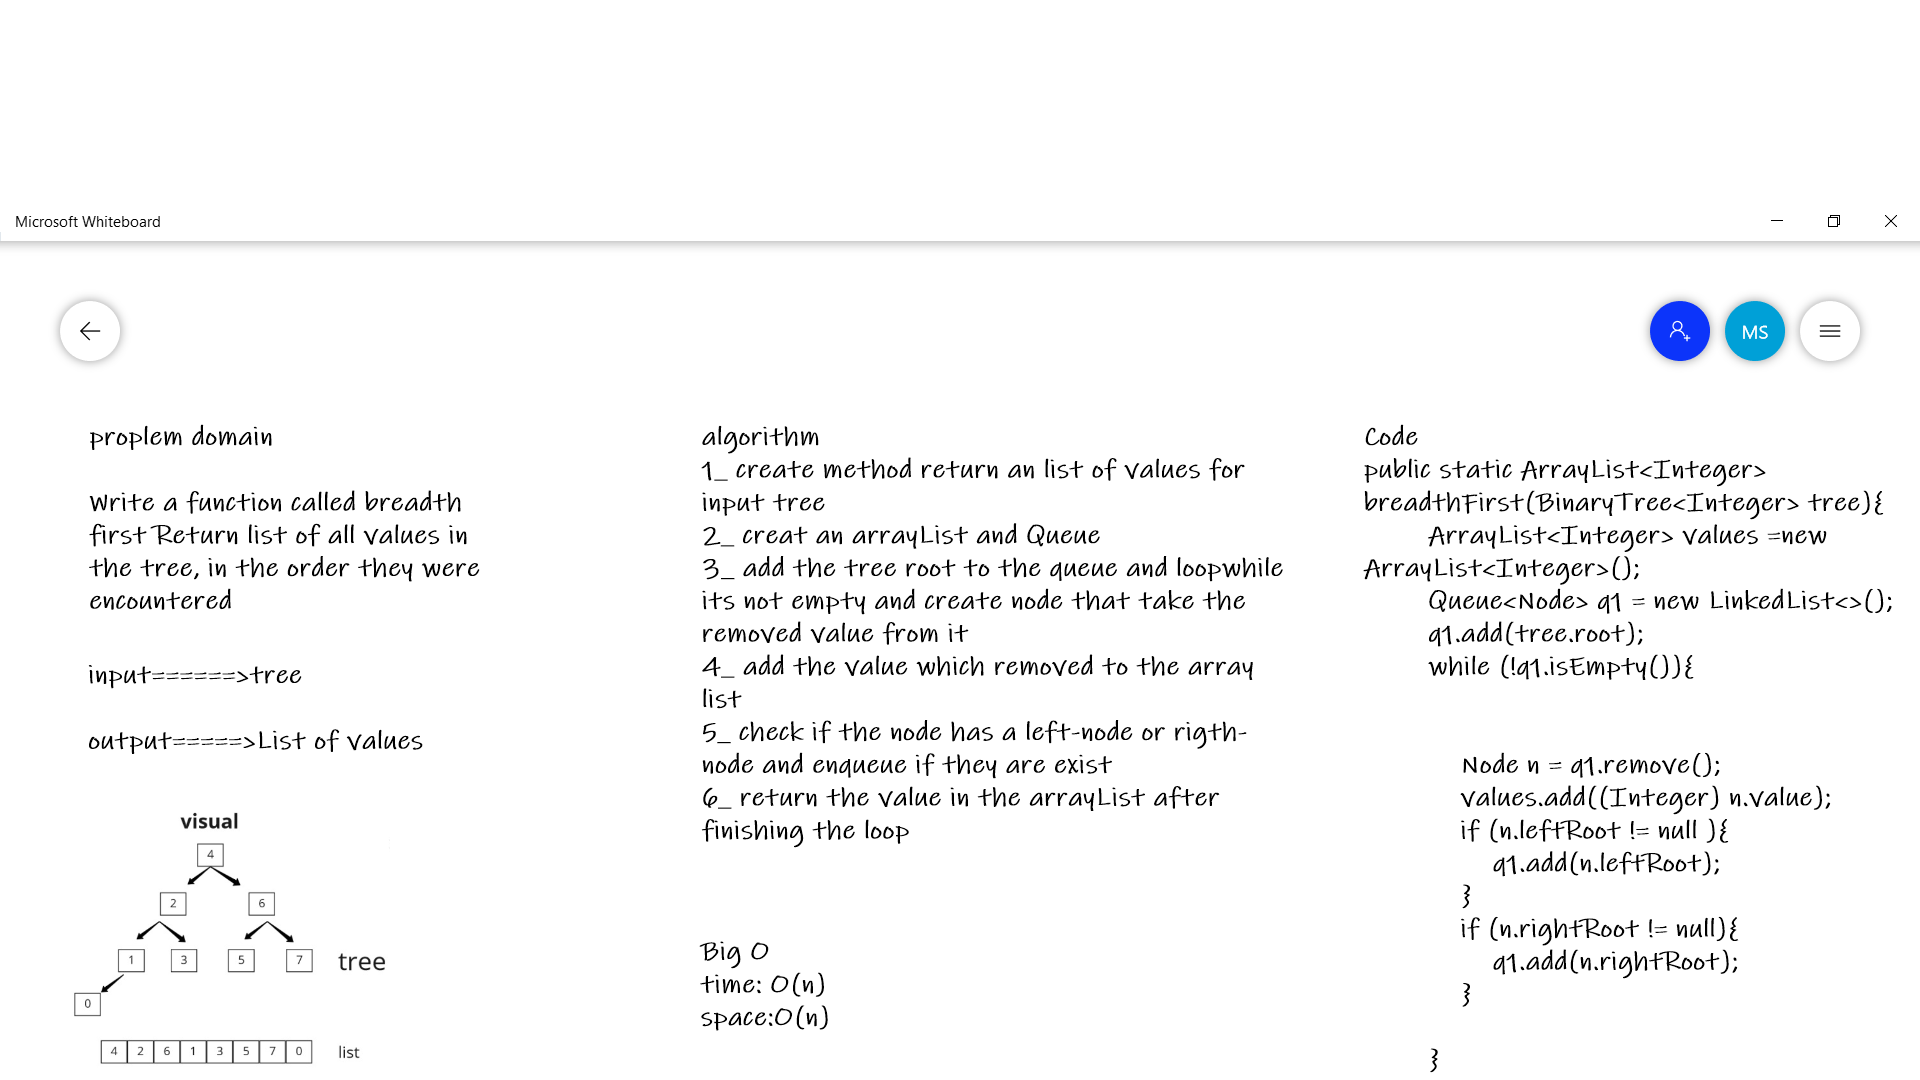 Microsoft Whiteboard
MS
proplem domain
Write a function called breadth
first Return list of all values in
the tree, in the order they were
encountered
input======>tree
output=====>List of values
visual
4
2 6
1 3 5 7
tree
0
4 2 6 1 3 5 7 0
list
algorithm
1_ create method return an list of values for
input tree
2_ creat an arrayList and Queue
3_ add the tree root to the queue and loopwhile
its not empty and create node that take the
removed value from it
4_ add the value which removed to the array
list
5_ check if the node has a left-node or rigth-
node and enqueue if they are exist
6_ return the value in the arrayList after
finishing the loop
Big O
time: O(n)
space:O(n)
Code
public static ArrayList<Integer>
breadthFirst(BinaryTree<Integer> tree){
ArrayList<Integer> values =new
ArrayList<Integer>();
Queue<Node> q1 = new LinkedList<>();
q1.add(tree.root);
while (!q1.isEmpty()){
Node n = q1.remove();
values.add((Integer) n.value);
if (n.leftRoot != null ){
q1.add(n.leftRoot);
}
if (n.rightRoot != null){
q1.add(n.rightRoot);
}
}